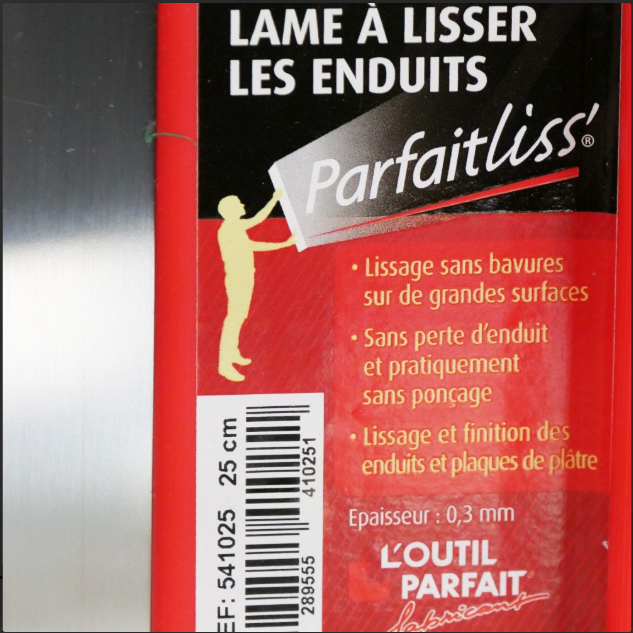 LAME À LISSER
LES ENDUITS
Parfaitliss'®
• Lissage sans bavures
sur de grandes surfaces
• Sans perte d'enduit
et pratiquement
sans ponçage
• Lissage et finition des
enduits et plaques de plâtre
Epaisseur : 0,3 mm
L'OUTIL
PARFAIT
fabricant
EF: 541025 25 cm
289555 410251